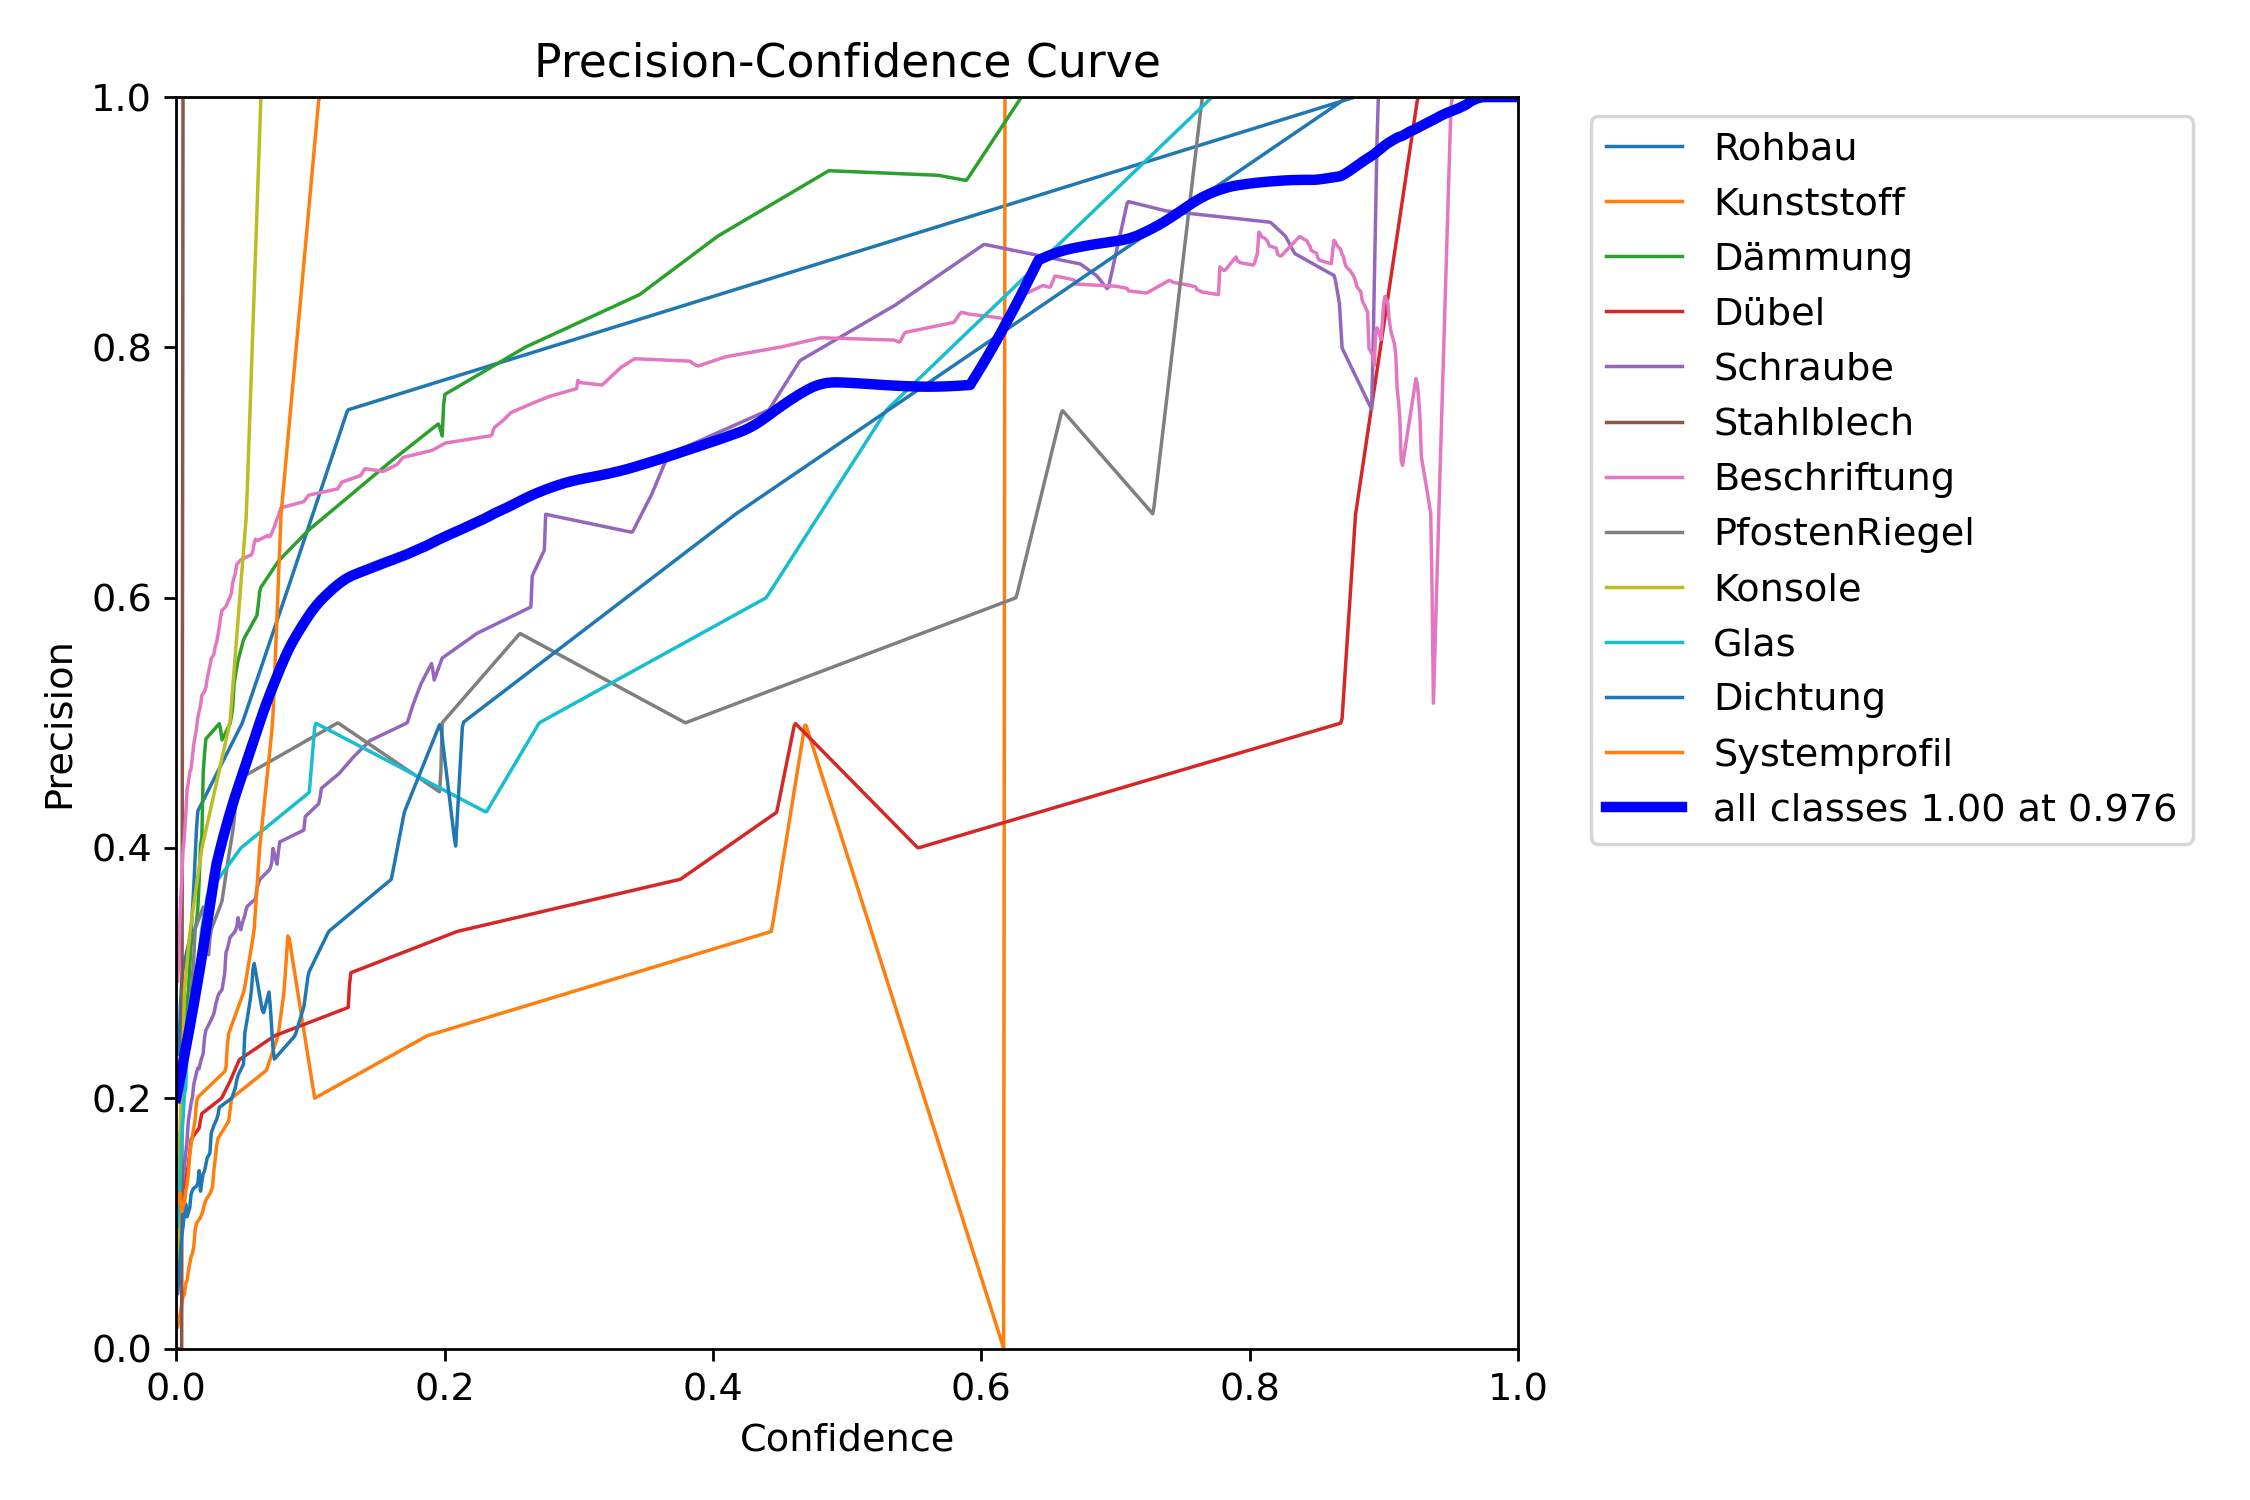 Precision-Confidence Curve
1.0
0.8
0.6
0.4
0.2
0.0
Precision
0.0 0.2 0.4 0.6 0.8 1.0
Confidence
Rohbau
Kunststoff
Dämmung
Dübel
Schraube
Stahlblech
Beschriftung
PfostenRiegel
Konsole
Glas
Dichtung
Systemprofil
all classes 1.00 at 0.976